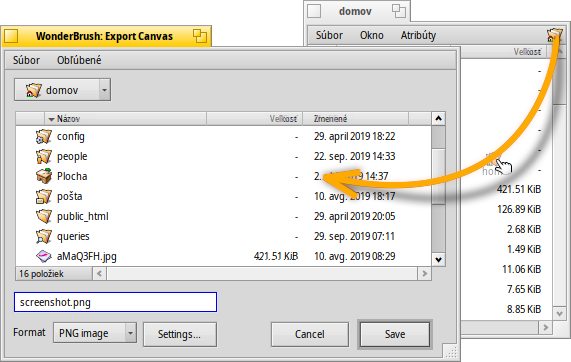 domov
WonderBrush: Export Canvas
Súbor Okno Atribúty
Súbor Obľúbené
Veľkosť
domov
Názov Veľkosť Zmenené
config - 29. apríl 2019 18:22
people - 22. sep. 2019 14:33
Plocha - 2. 2019 14:37
pošta - 10. avg. 2019 18:17
public_html - 29. apríl 2019 20:05
queries - 29. sep. 2019 07:11
aMaQ3FH.jpg 421.51 KiB 10. avg. 2019 08:29
16 položiek
-
-
-
-
-
421.51 KiB
126.89 KiB
2.68 KiB
1.49 KiB
11.06 KiB
7.65 KiB
8.85 KiB
screenshot.png
Format PNG image Settings... Cancel Save